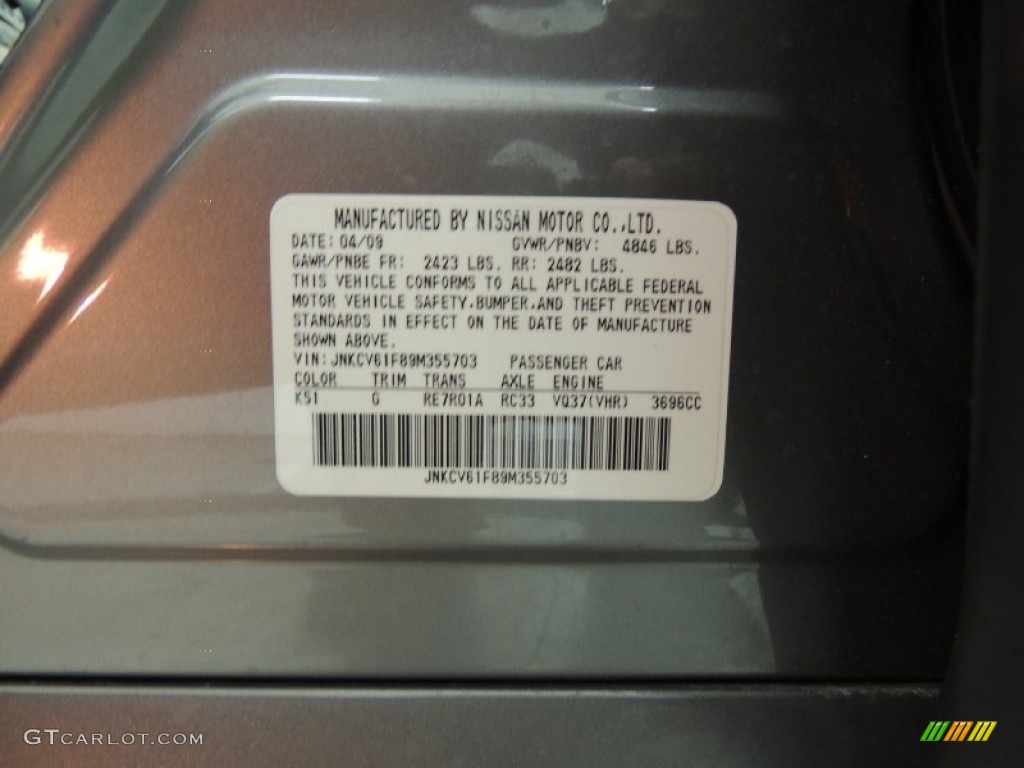 MANUFACTURED BY NISSAN MOTOR CO.,LTD.
DATE: 04/09 GVWR/PNBV: 4846 LBS.
GAWR/PNBE FR: 2423 LBS. RR: 2482 LBS.
THIS VEHICLE CONFORMS TO ALL APPLICABLE FEDERAL
MOTOR VEHICLE SAFETY,BUMPER,AND THEFT PREVENTION
STANDARDS IN EFFECT ON THE DATE OF MANUFACTURE
SHOWN ABOVE.
VIN: JNKCV61F89M355703 PASSENGER CAR
COLOR TRIM TRANS AXLE ENGINE
K51 G RE7R01A RC33 VQ37(VHR) 3696CC
JNKCV61F89M355703
GTCARLOT.COM